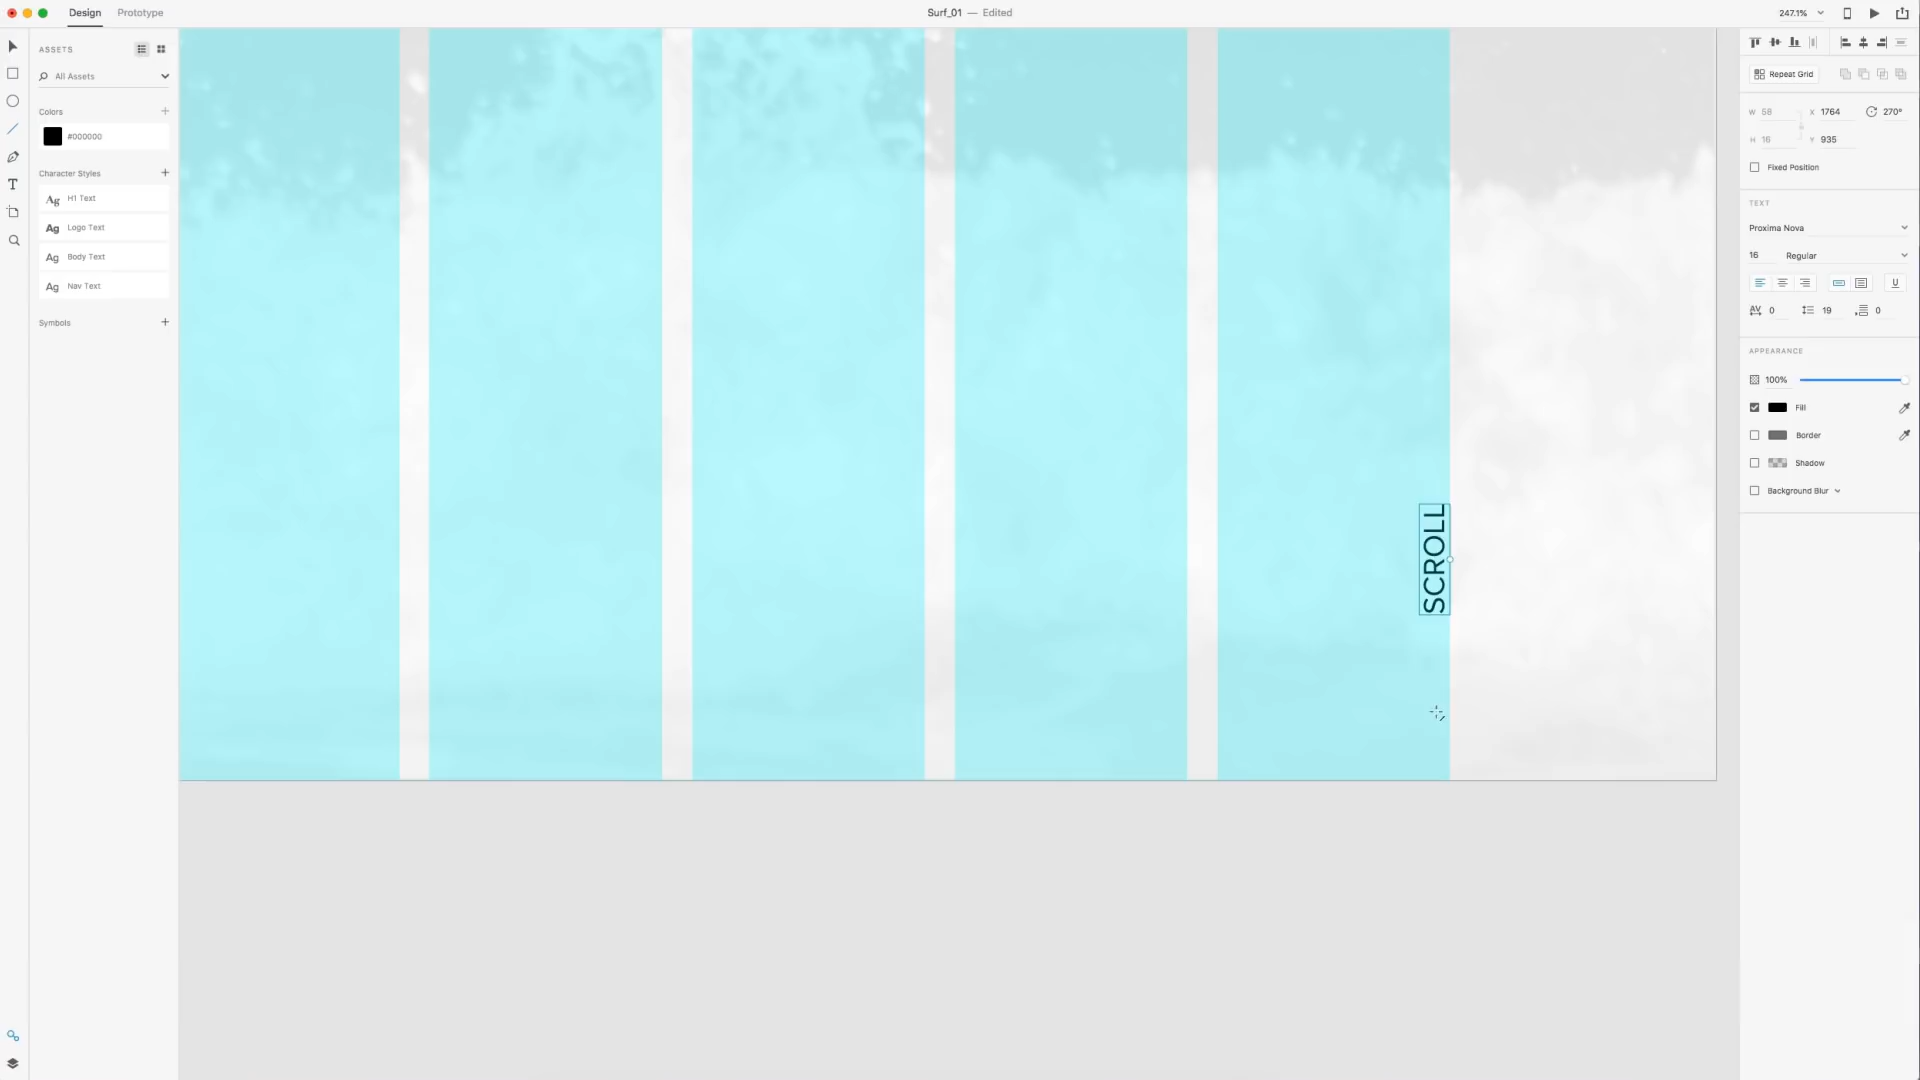 Design
Prototype
Surf_01 — Edited
247.1%
ASSETS
All Assets
Colors
#000000
Character Styles
Ag H1 Text
Ag Logo Text
Ag Body Text
Ag Nav Text
Symbols
SCROLL
Repeat Grid
W 58 X 1764 270°
H 16 Y 935
Fixed Position
TEXT
Proxima Nova
16 Regular
U
AV 0 19 0
APPEARANCE
100%
Fill
Border
Shadow
Background Blur